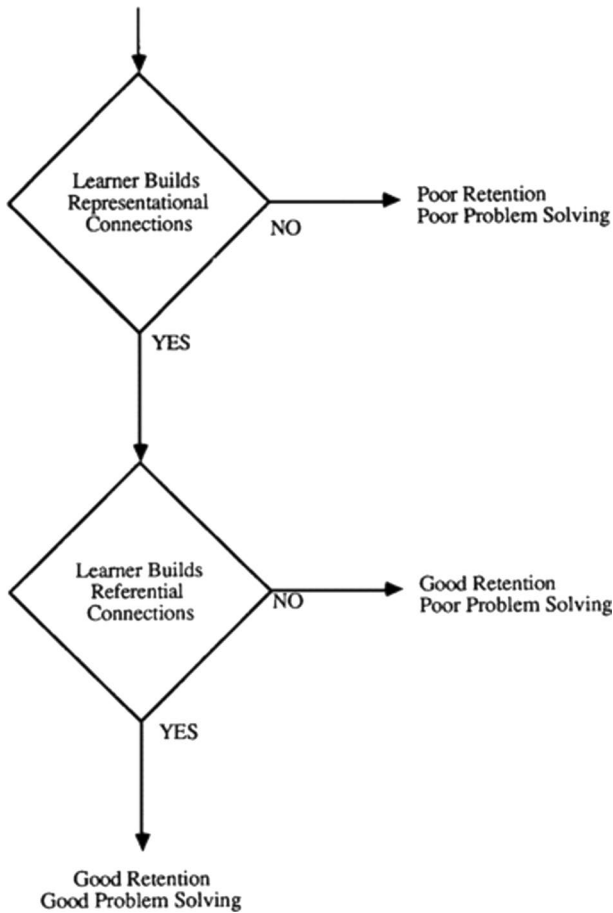 Learner Builds
Representational
Connections
NO
Poor Retention
Poor Problem Solving
YES
Learner Builds
Referential
Connections
NO
Good Retention
Poor Problem Solving
YES
Good Retention
Good Problem Solving